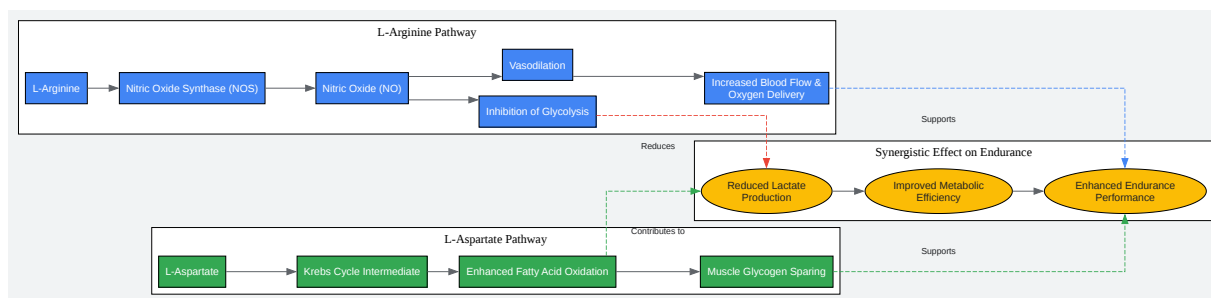 L-Arginine Pathway
Vasodilation
L-Arginine
Nitric Oxide Synthase (NOS)
Nitric Oxide (NO)
Increased Blood Flow &
Oxygen Delivery
Inhibition of Glycolysis
Supports
Reduces
Synergistic Effect on Endurance
Reduced Lactate
Production
Improved Metabolic
Efficiency
Enhanced Endurance
Performance
Contributes to
L-Aspartate Pathway
Supports
L-Aspartate
Krebs Cycle Intermediate
Enhanced Fatty Acid Oxidation
Muscle Glycogen Sparing